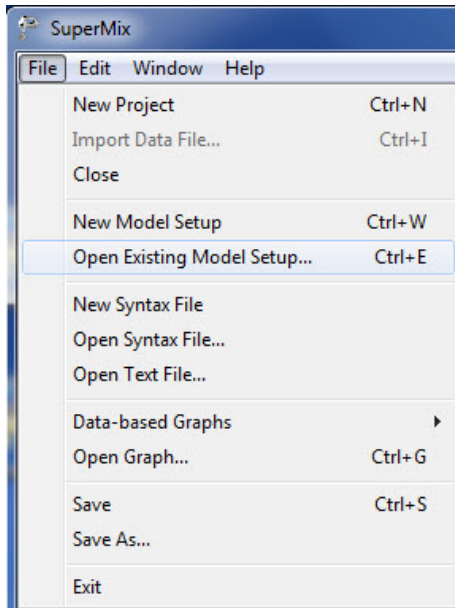 SuperMix
File Edit Window Help
New Project Ctrl+N
Import Data File... Ctrl+I
Close
New Model Setup Ctrl+W
Open Existing Model Setup... Ctrl+E
New Syntax File
Open Syntax File...
Open Text File...
Data-based Graphs
Open Graph... Ctrl+G
Save Ctrl+S
Save As...
Exit